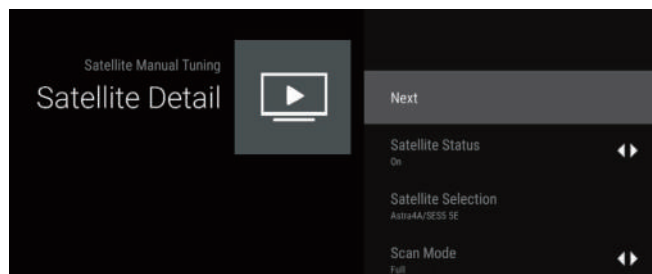 Satellite Manual Tuning
Satellite Detail
Next
Satellite Status
On
Satellite Selection
Astra4A/SES5 5E
Scan Mode
Full